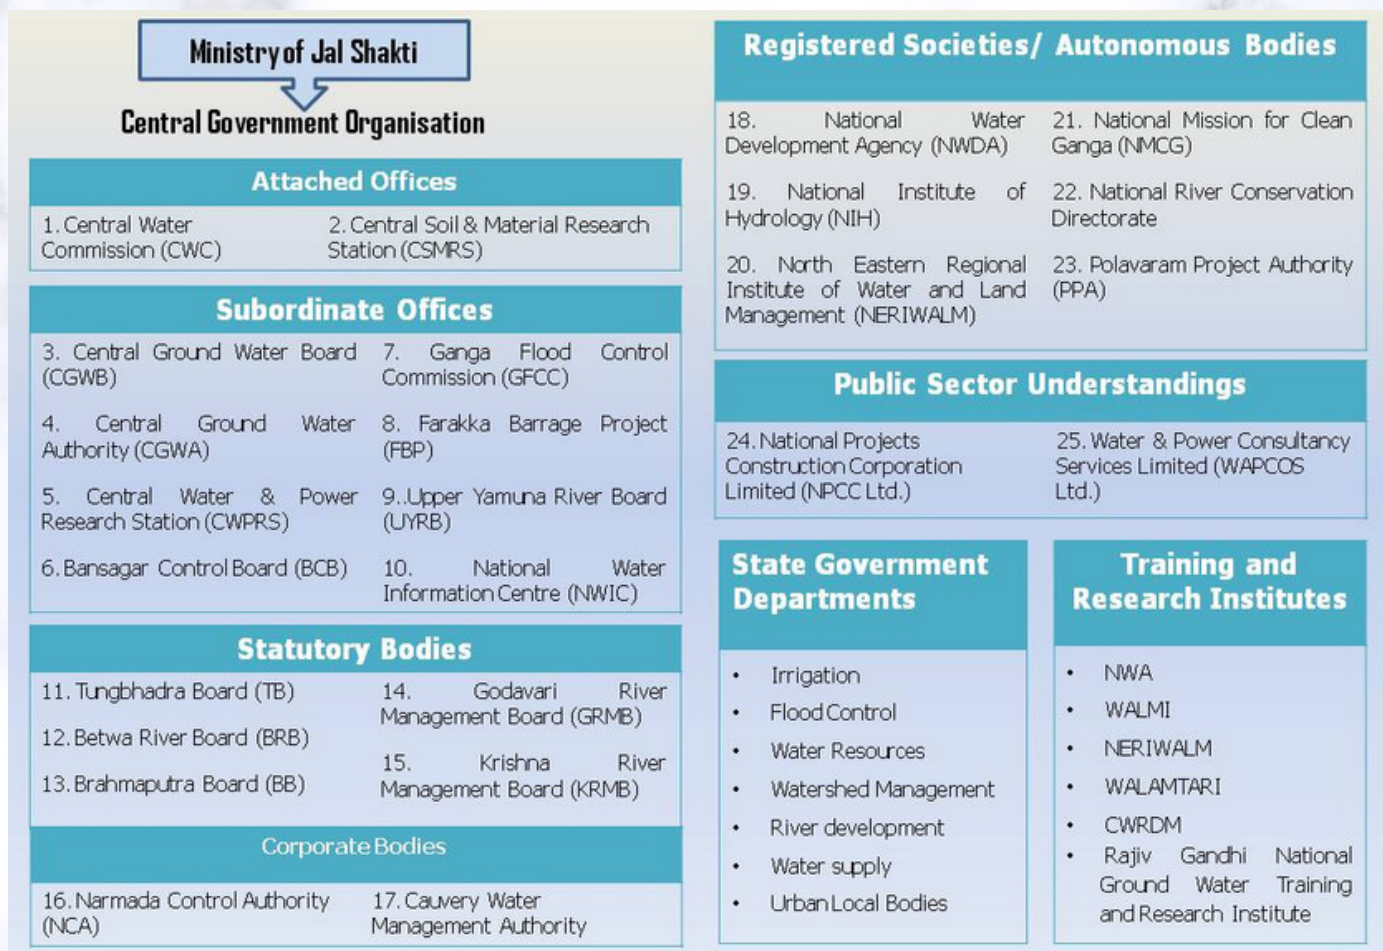 Ministry of Jal Shakti
Central Government Organisation
Attached Offices
1. Central Water
Commission (CWC)
2. Central Soil & Material Research
Station (CSMRS)
Subordinate Offices
3. Central Ground Water Board
(CGWB)
4. Central Ground Water
Authority (CGWA)
5. Central Water & Power
Research Station (CWPRS)
6. Bansagar Control Board (BCB)
7. Ganga Flood Control
Commission (GFCC)
8. Farakka Barrage Project
(FBP)
9..Upper Yamuna River Board
(UYRB)
10. National Water
Information Centre (NWIC)
Statutory Bodies
11. Tungbhadra Board (TB)
12. Betwa River Board (BRB)
13. Brahmaputra Board (BB)
14. Godavari River
Management Board (GRMB)
15. Krishna River
Management Board (KRMB)
Corporate Bodies
16. Narmada Control Authority
(NCA)
17. Cauvery Water
Management Authority
Registered Societies/ Autonomous Bodies
18. National Water
Development Agency (NWDA)
19. National Institute of
Hydrology (NIH)
20. North Eastern Regional
Institute of Water and Land
Management (NERIWALM)
21. National Mission for Clean
Ganga (NMCG)
22. National River Conservation
Directorate
23. Polavaram Project Authority
(PPA)
Public Sector Understandings
24. National Projects
Construction Corporation
Limited (NPCC Ltd.)
25. Water & Power Consultancy
Services Limited (WAPCOS
Ltd.)
State Government
Departments
• Irrigation
• Flood Control
• Water Resources
• Watershed Management
• River development
• Water supply
• Urban Local Bodies
Training and
Research Institutes
• NWA
• WALMI
• NERIWALM
• WALAMTARI
• CWRDM
• Rajiv Gandhi National
Ground Water Training
and Research Institute